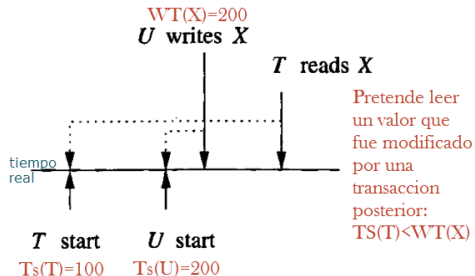 WT(X)=200
U writes X
T reads X
Pretende leer
un valor que
fue modificado
por una
transaccion
posterior:
TS(T)<WT(X)
tiempo
real
T start
U start
Ts(T)=100
Ts(U)=200